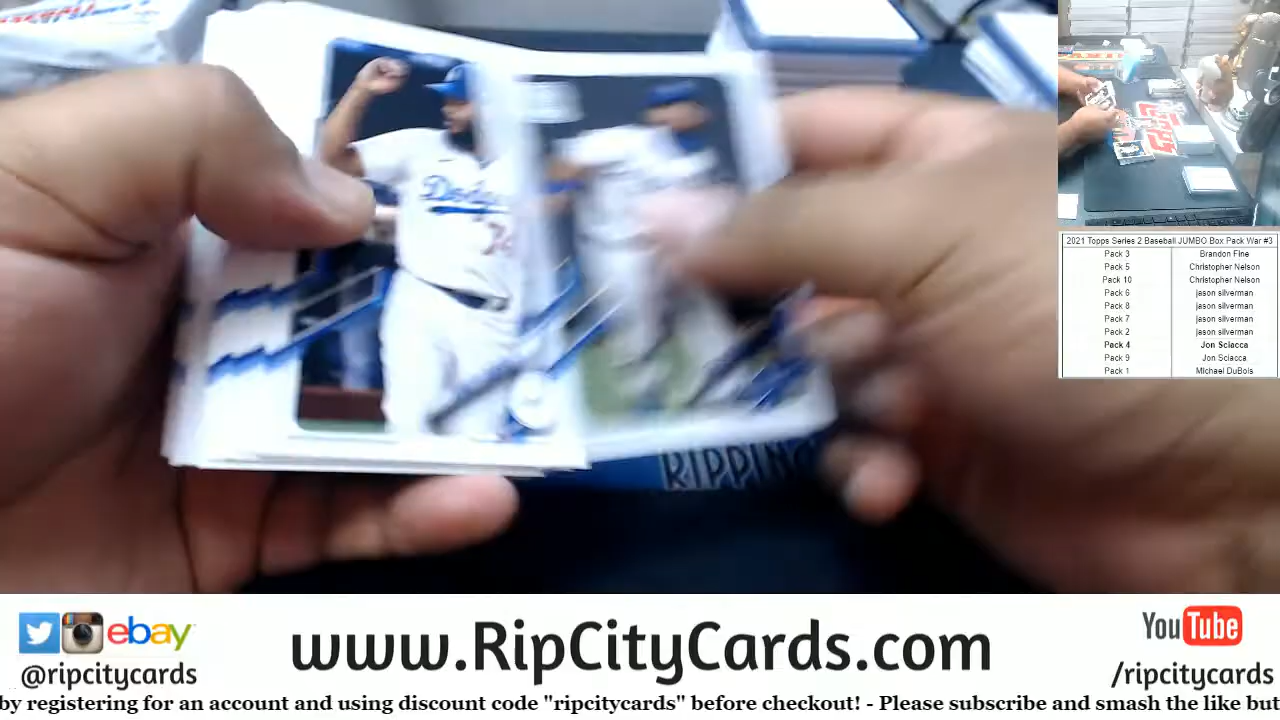 Dodgers
RIPPING
2021 Topps Series 2 Baseball JUMBO Box Pack War #3
Pack 3 Brandon Fine
Pack 5 Christopher Nelson
Pack 10 Christopher Nelson
Pack 6 jason silverman
Pack 8 jason silverman
Pack 7 jason silverman
Pack 2 jason silverman
Pack 4 Jon Sciacca
Pack 9 Jon Sciacca
Pack 1 Michael DuBois
ebay
@ripcitycards
www.RipCityCards.com
YouTube
/ripcitycards
by registering for an account and using discount code "ripcitycards" before checkout! - Please subscribe and smash the like but